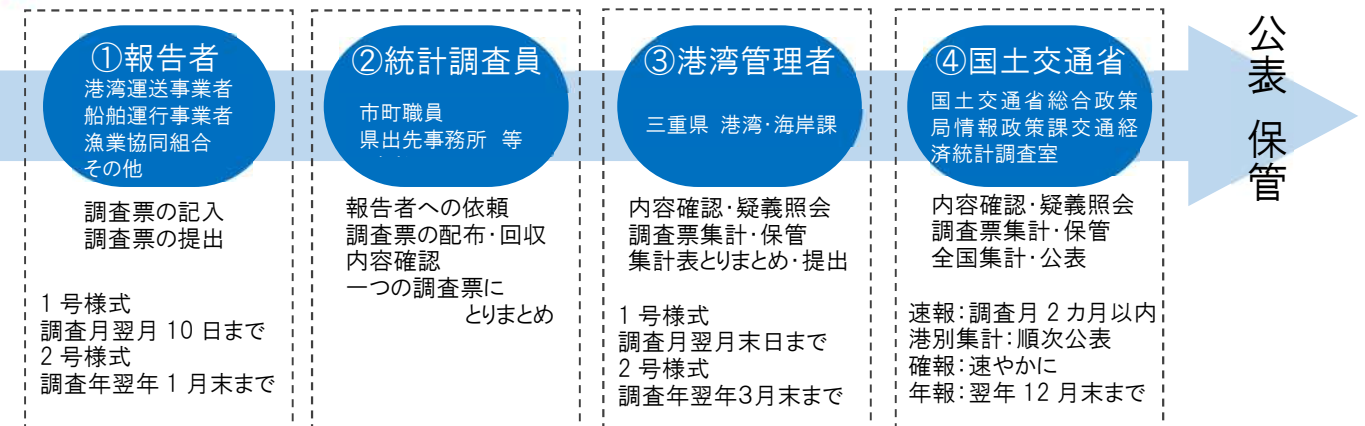 ①報告者
港湾運送事業者
船舶運行事業者
漁業協同組合
その他
調査票の記入
調査票の提出
1 号様式
調査月翌月 10 日まで
2 号様式
調査年翌年 1 月末まで
②統計調査員
市町職員
県出先事務所 等
報告者への依頼
調査票の配布・回収
内容確認
一つの調査票に
とりまとめ
③港湾管理者
三重県 港湾・海岸課
内容確認・疑義照会
調査票集計・保管
集計表とりまとめ・提出
1 号様式
調査月翌月末日まで
2 号様式
調査年翌年3月末まで
④国土交通省
国土交通省総合政策
局情報政策課交通経
済統計調査室
内容確認・疑義照会
調査票集計・保管
全国集計・公表
速報:調査月 2 カ月以内
港別集計:順次公表
確報:速やかに
年報:翌年 12 月末まで
公表 保管